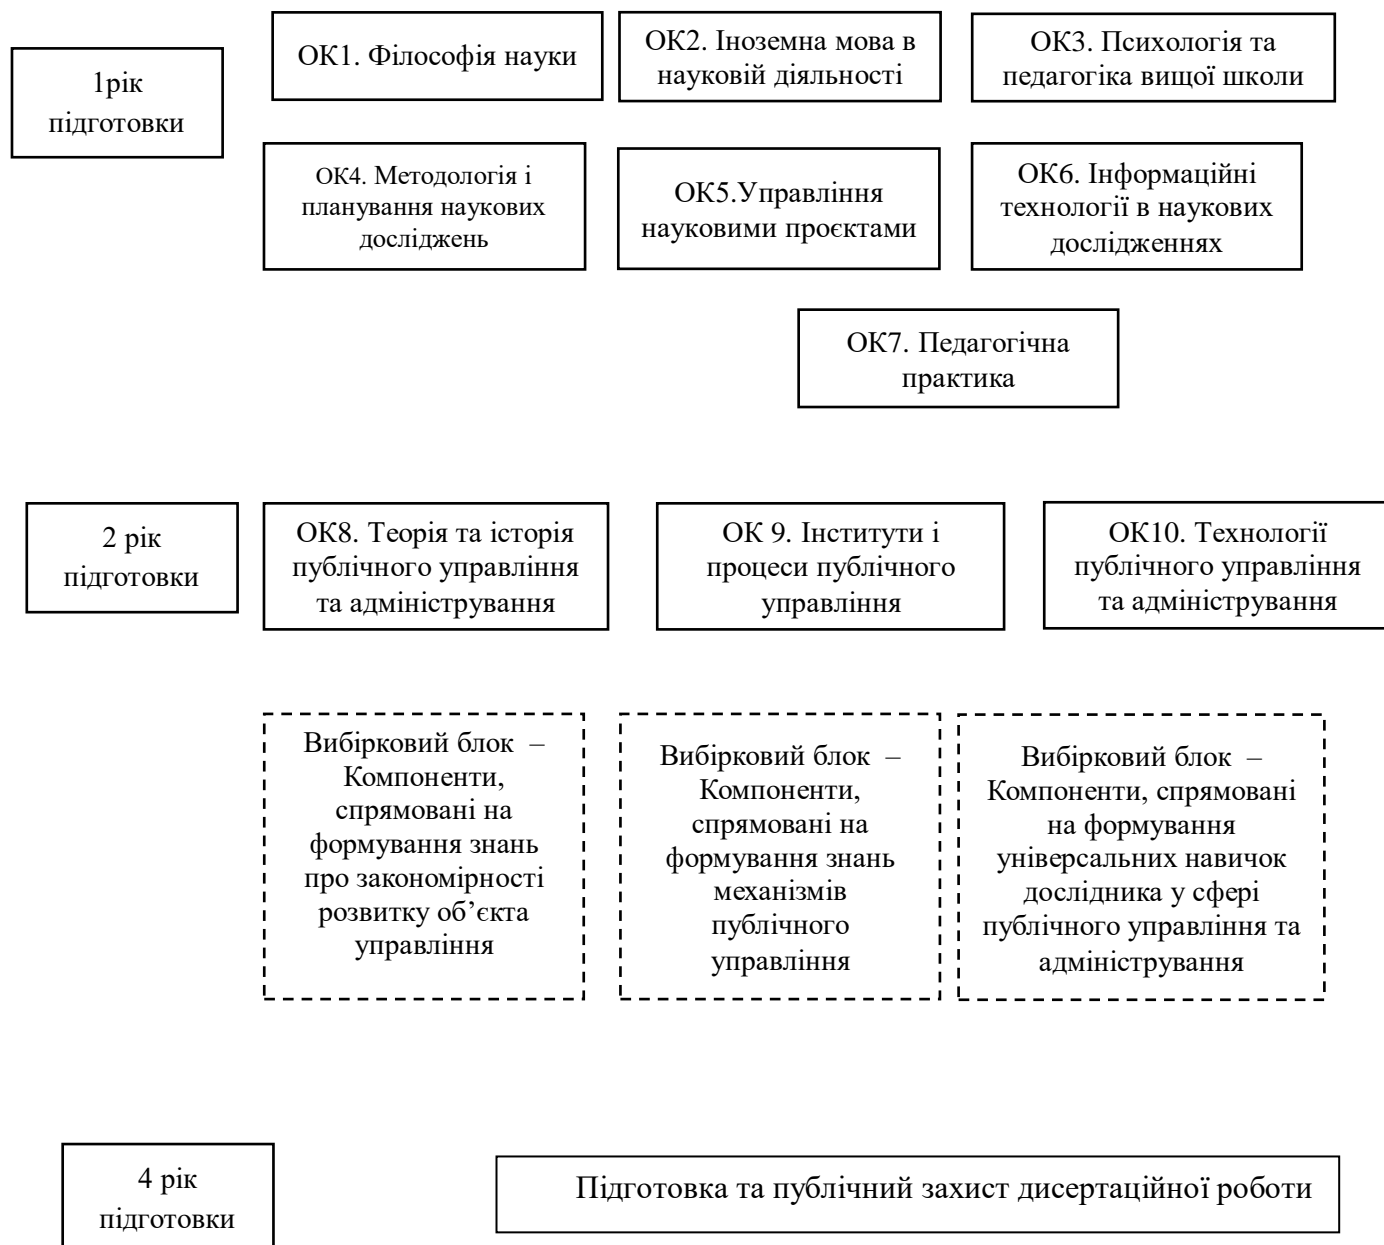 1рік
підготовки
ОК1. Філософія науки
ОК2. Іноземна мова в
науковій діяльності
ОК3. Психологія та
педагогіка вищої школи
ОК4. Методологія і
планування наукових
досліджень
ОК5.Управління
науковими проєктами
ОК6. Інформаційні
технології в наукових
дослідженнях
ОК7. Педагогічна
практика
2 рік
підготовки
ОК8. Теорія та історія
публічного управління
та адміністрування
ОК 9. Інститути і
процеси публічного
управління
ОК10. Технології
публічного управління
та адміністрування
Вибірковий блок –
Компоненти,
спрямовані на
формування знань
про закономірності
розвитку об’єкта
управління
Вибірковий блок –
Компоненти,
спрямовані на
формування знань
механізмів
публічного
управління
Вибірковий блок –
Компоненти, спрямовані
на формування
універсальних навичок
дослідника у сфері
публічного управління та
адміністрування
4 рік
підготовки
Підготовка та публічний захист дисертаційної роботи